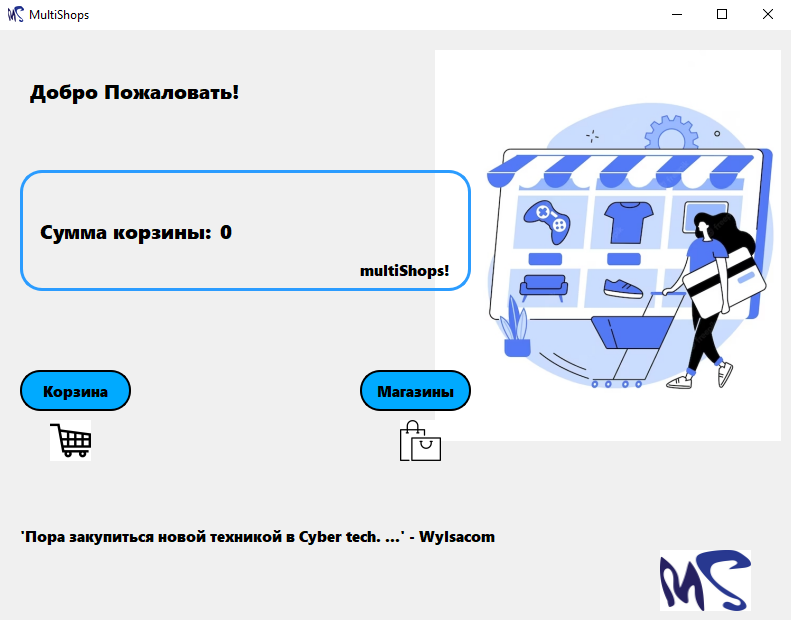 MultiShops
Добро Пожаловать!
Сумма корзины: 0
multiShops!
Корзина
Магазины
'Пора закупиться новой техникой в Cyber tech. ...' - Wylsacom
MS